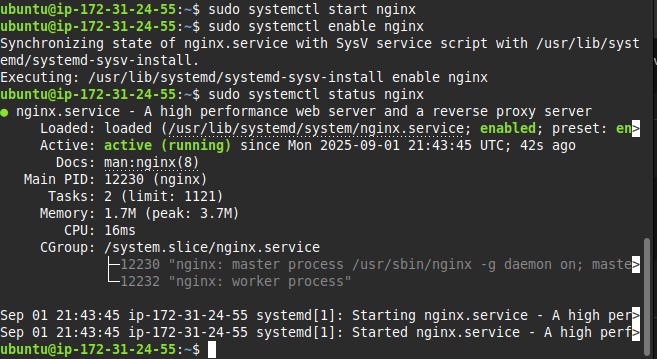 ubuntu@ip-172-31-24-55:~$ sudo systemctl start nginx
ubuntu@ip-172-31-24-55:~$ sudo systemctl enable nginx
Synchronizing state of nginx.service with SysV service script with /usr/lib/syst
emd/systemd-sysv-install.
Executing: /usr/lib/systemd/systemd-sysv-install enable nginx
ubuntu@ip-172-31-24-55:~$ sudo systemctl status nginx
● nginx.service - A high performance web server and a reverse proxy server
     Loaded: loaded (/usr/lib/systemd/system/nginx.service; enabled; preset: en>
     Active: active (running) since Mon 2025-09-01 21:43:45 UTC; 42s ago
       Docs: man:nginx(8)
   Main PID: 12230 (nginx)
      Tasks: 2 (limit: 1121)
     Memory: 1.7M (peak: 3.7M)
        CPU: 16ms
     CGroup: /system.slice/nginx.service
             ├─12230 "nginx: master process /usr/sbin/nginx -g daemon on; maste>
             └─12232 "nginx: worker process"
Sep 01 21:43:45 ip-172-31-24-55 systemd[1]: Starting nginx.service - A high per>
Sep 01 21:43:45 ip-172-31-24-55 systemd[1]: Started nginx.service - A high perf>
ubuntu@ip-172-31-24-55:~$